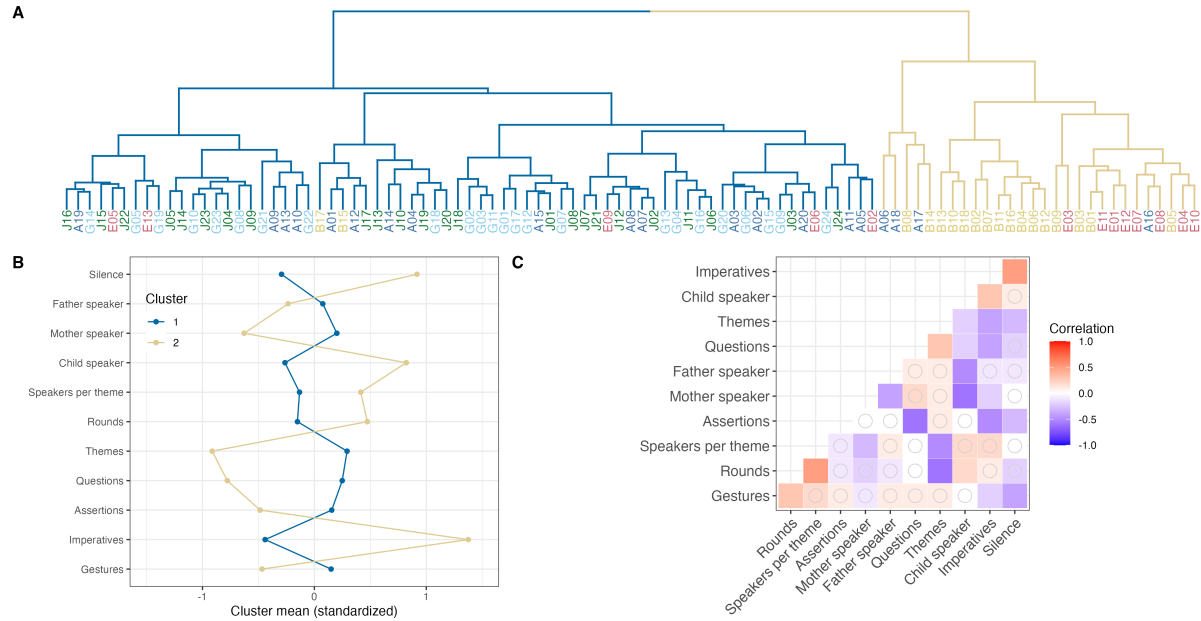 A
J16 A19 G14 J15 E05 J22 G05 E13 G19 J05 J14 G10 J23 G23 J04 G08 J09 G21 A09 A13 A10 G22 B17 A01 B15 A12 J17 J13 A14 J10 A04 J19 G18 J20 J18 G02 G03 G11 G01 G17 G12 A15 J01 G07 J08 J07 J21 E09 J12 A08 A07 J02 G13 G04 J11 G16 J06 G20 A03 G06 A02 G15 G09 J03 A20 E06 G24 J24 A11 A05 E02 A06 A18 B08 A17 B14 B13 B10 B18 B02 B07 B11 B16 B04 B06 B12 B09 E03 B03 B01 E11 E01 E12 E07 A16 E08 B05 E04 E10
B
Silence
Father speaker
Mother speaker
Child speaker
Speakers per theme
Rounds
Themes
Questions
Assertions
Imperatives
Gestures
Cluster
1
2
-1 0 1
Cluster mean (standardized)
C
Imperatives
Child speaker
Themes
Questions
Father speaker
Mother speaker
Assertions
Speakers per theme
Rounds
Gestures
Rounds
Speakers per theme
Assertions
Mother speaker
Father speaker
Questions
Themes
Child speaker
Imperatives
Silence
Correlation
1.0
0.5
0.0
-0.5
-1.0